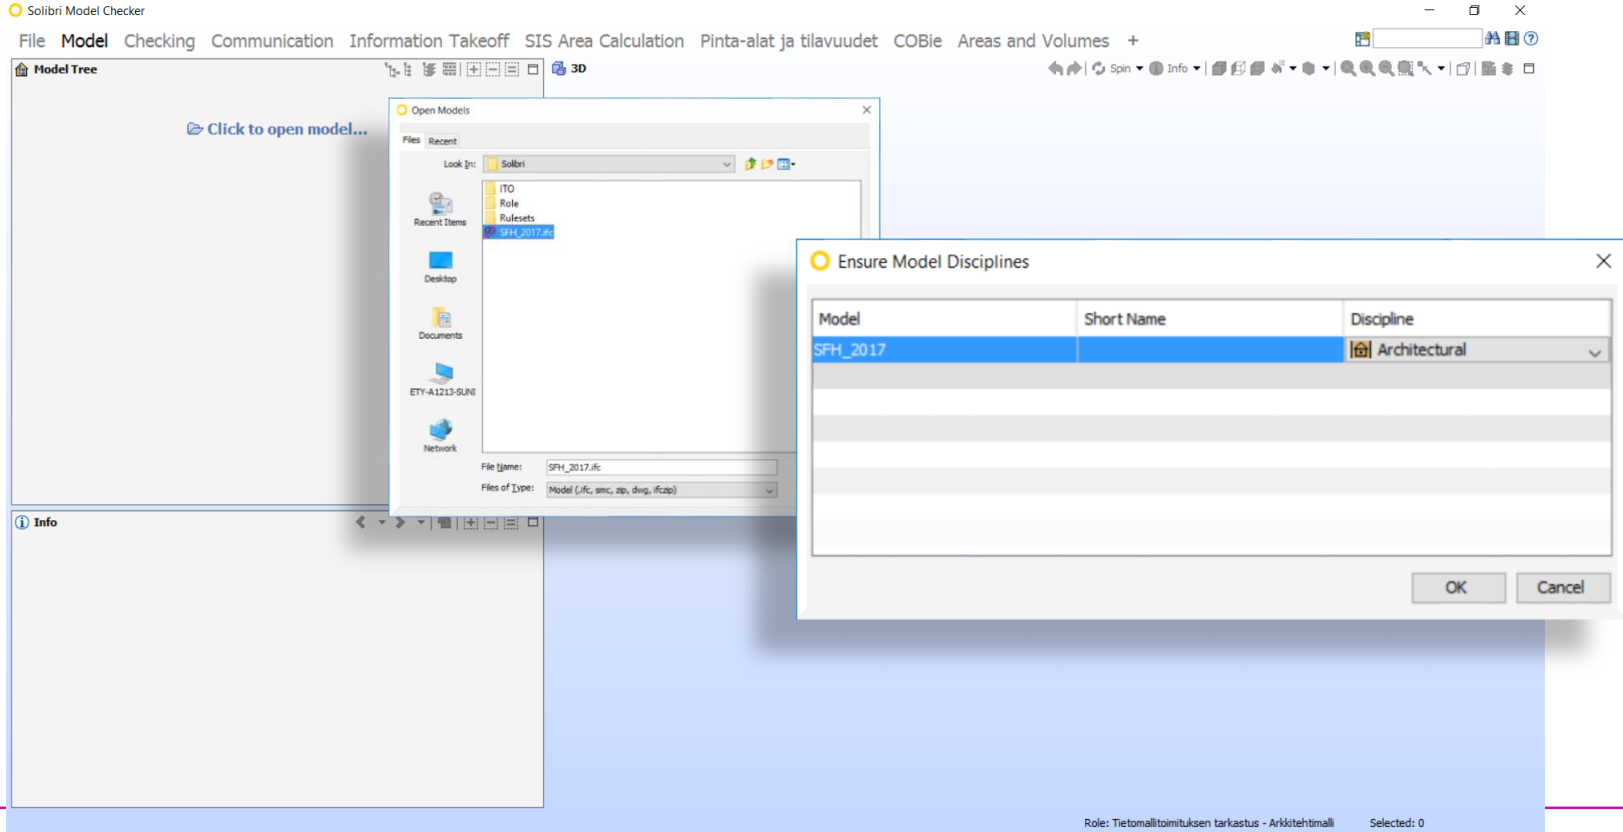 Solibri Model Checker
File Model Checking Communication Information Takeoff SIS Area Calculation Pinta-alat ja tilavuudet COBie Areas and Volumes +
Model Tree
3D
Spin
Info
Click to open model...
Open Models
Files Recent
Look In: Solibri
ITO
Role
Rulesets
SFH_2017.ifc
Recent Items
Desktop
Documents
ETY-A1213-SUNI
Network
File Name: SFH_2017.ifc
Files of Type: Model (.ifc, smc, zip, dwg, ifczip)
Ensure Model Disciplines
Model Short Name Discipline
SFH_2017 Architectural
OK Cancel
Info
Role: Tietomallitoimituksen tarkastus - Arkkitehtimalli Selected: 0